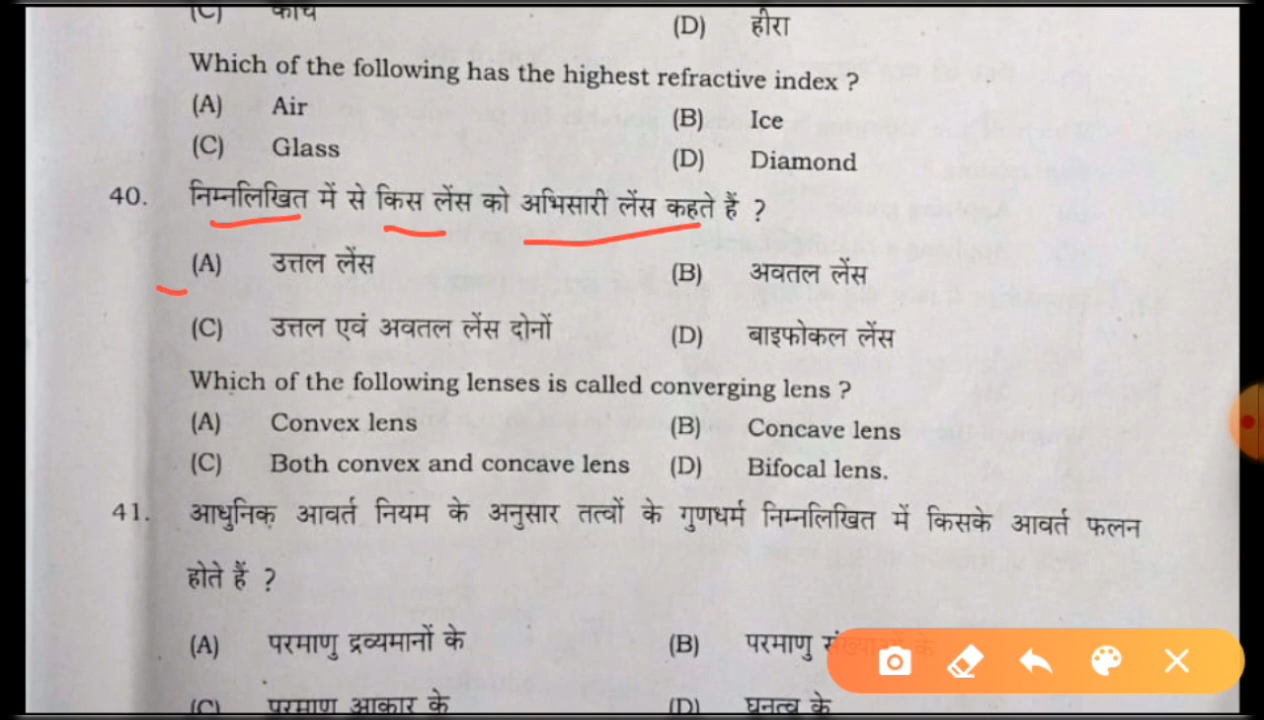 (C) काँच
(D) हीरा
Which of the following has the highest refractive index ?
(A) Air (B) Ice
(C) Glass (D) Diamond
40. निम्नलिखित में से किस लेंस को अभिसारी लेंस कहते हैं ?
(A) उत्तल लेंस (B) अवतल लेंस
(C) उत्तल एवं अवतल लेंस दोनों (D) बाइफोकल लेंस
Which of the following lenses is called converging lens ?
(A) Convex lens (B) Concave lens
(C) Both convex and concave lens (D) Bifocal lens.
41. आधुनिक आवर्त नियम के अनुसार तत्वों के गुणधर्म निम्नलिखित में किसके आवर्त फलन
होते हैं ?
(A) परमाणु द्रव्यमानों के (B) परमाणु संख्याओं के
(C) परमाणु आकार के (D) घनत्व के